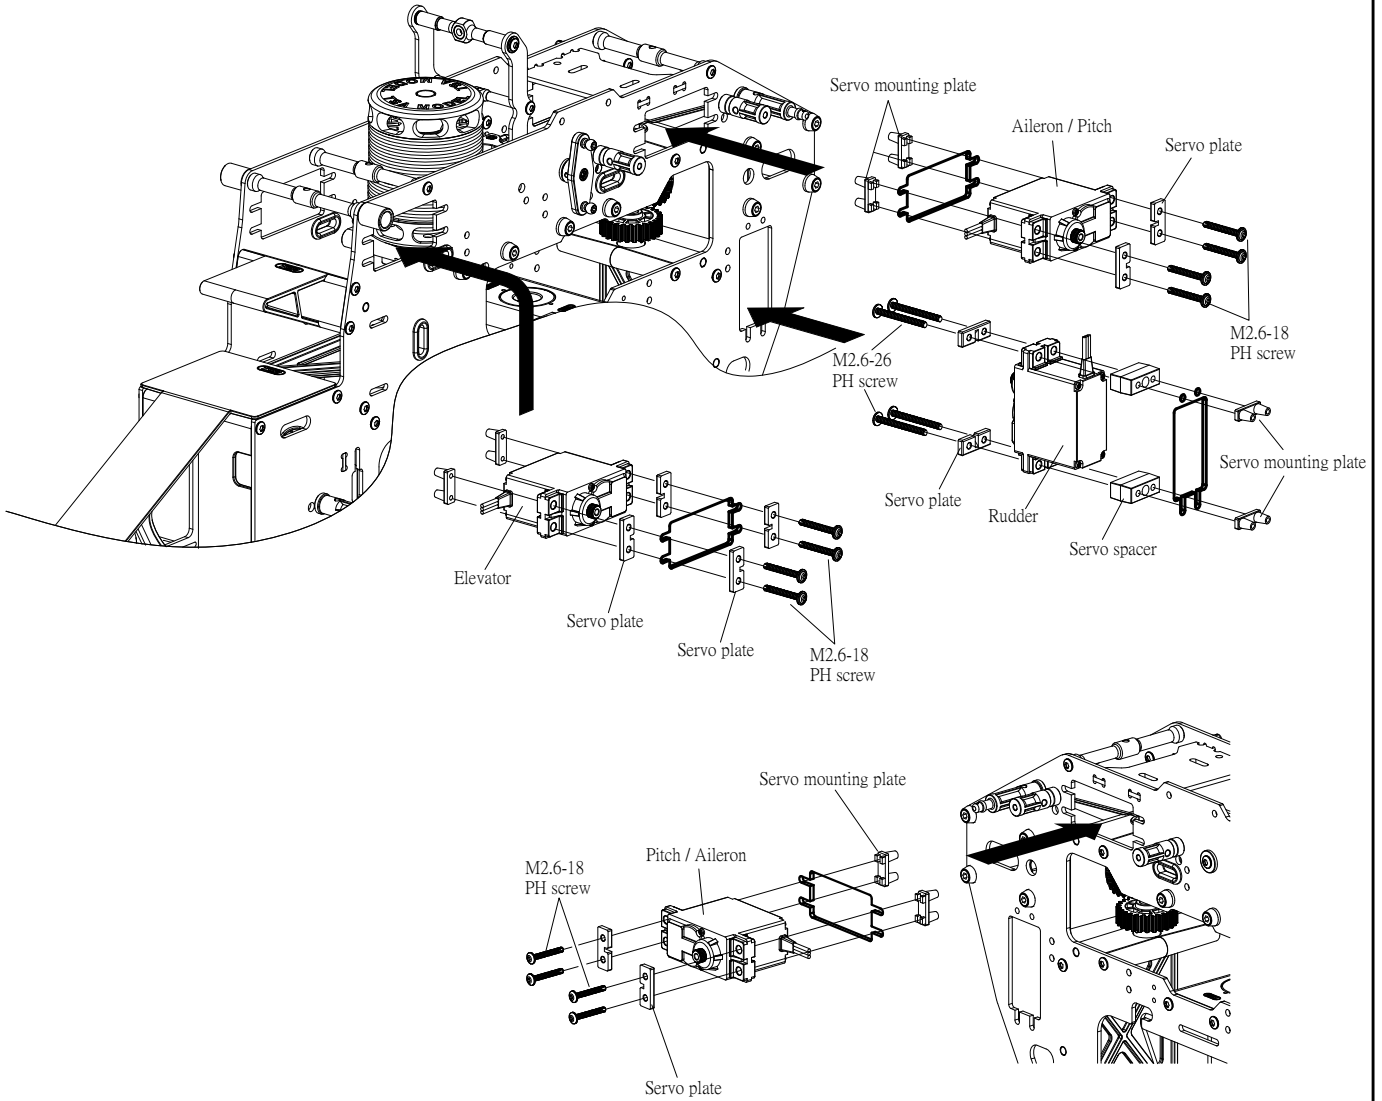 Servo mounting plate
Aileron / Pitch
Servo plate
M2.6-18
PH screw
M2.6-26
PH screw
Servo mounting plate
Servo plate
Rudder
Servo spacer
Elevator
Servo plate
Servo plate
M2.6-18
PH screw
Servo mounting plate
Pitch / Aileron
M2.6-18
PH screw
Servo plate